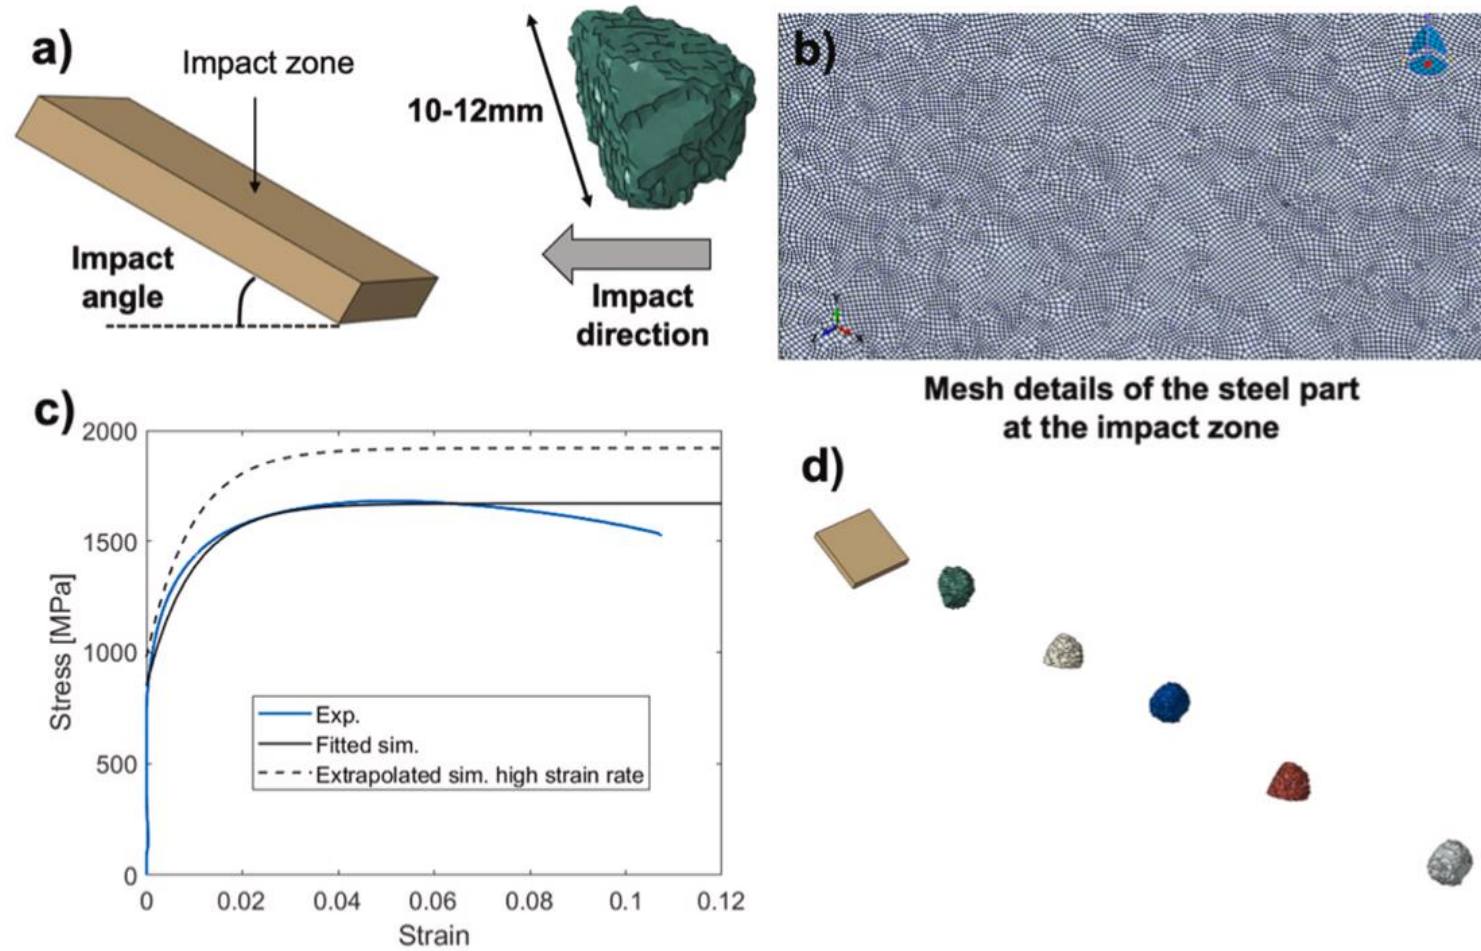 a)
Impact zone
10-12mm
Impact
angle
Impact
direction
b)
Y
Z
X
Mesh details of the steel part
at the impact zone
c)
2000
1500
1000
500
0
Stress [MPa]
Exp.
Fitted sim.
Extrapolated sim. high strain rate
0 0.02 0.04 0.06 0.08 0.1 0.12
Strain
d)